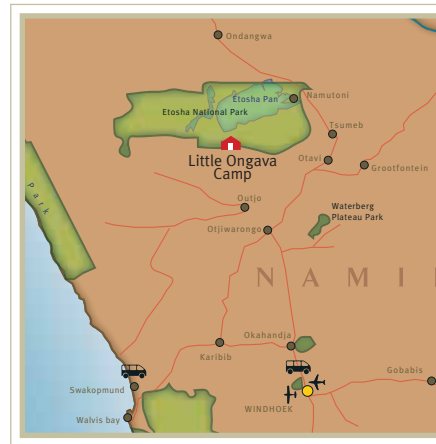 Ondangwa
Etosha Pan
Namutoni
Etosha National Park
Tsumeb
Little Ongava
Camp
Otavi
Grootfontein
Park
Outjo
Waterberg
Plateau Park
Otjiwarongo
NAMI
Okahandja
Karibib
Gobabis
Swakopmund
WINDHOEK
Walvis bay